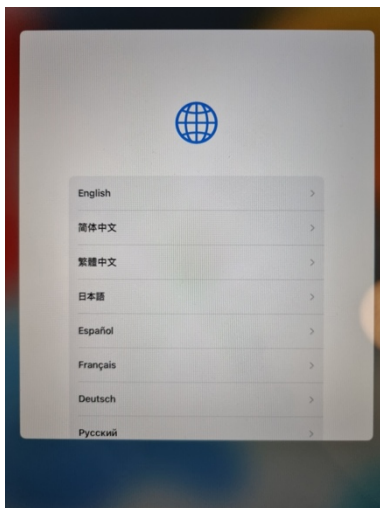 English
简体中文
繁體中文
日本語
Español
Français
Deutsch
Русский